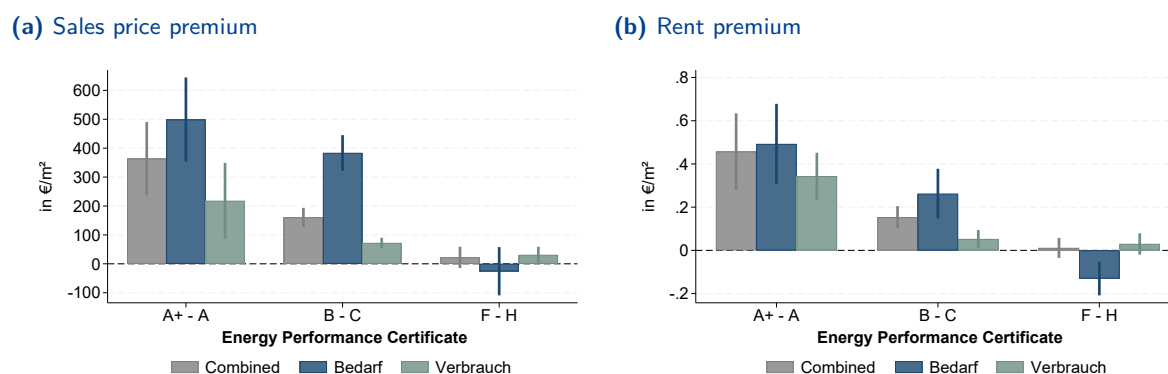 (a) Sales price premium
600
500
400
300
200
100
0
-100
in €/m²
A+ - A
B - C
F - H
Energy Performance Certificate
Combined
Bedarf
Verbrauch
(b) Rent premium
.8
.6
.4
.2
0
-.2
in €/m²
A+ - A
B - C
F - H
Energy Performance Certificate
Combined
Bedarf
Verbrauch